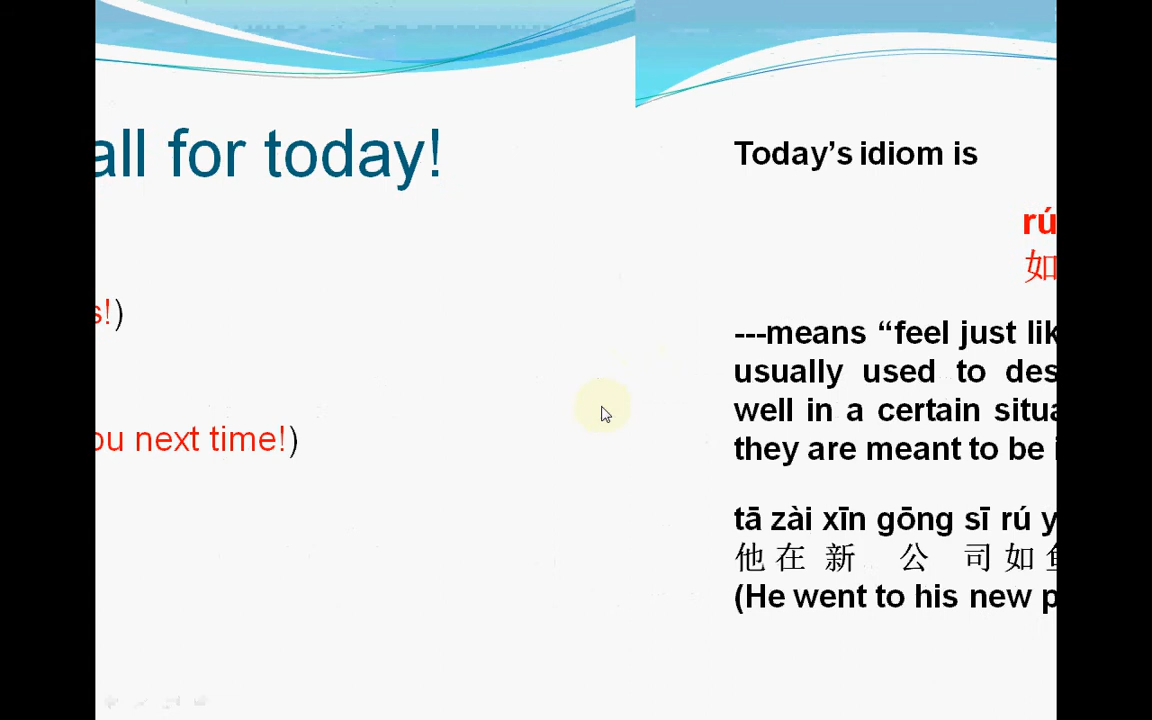 all for today!
s!)
ou next time!)
Today's idiom is
rú
如
---means “feel just lik
usually used to des
well in a certain situa
they are meant to be i
tā zài xīn gōng sī rú y
他在 新 公 司如
(He went to his new p